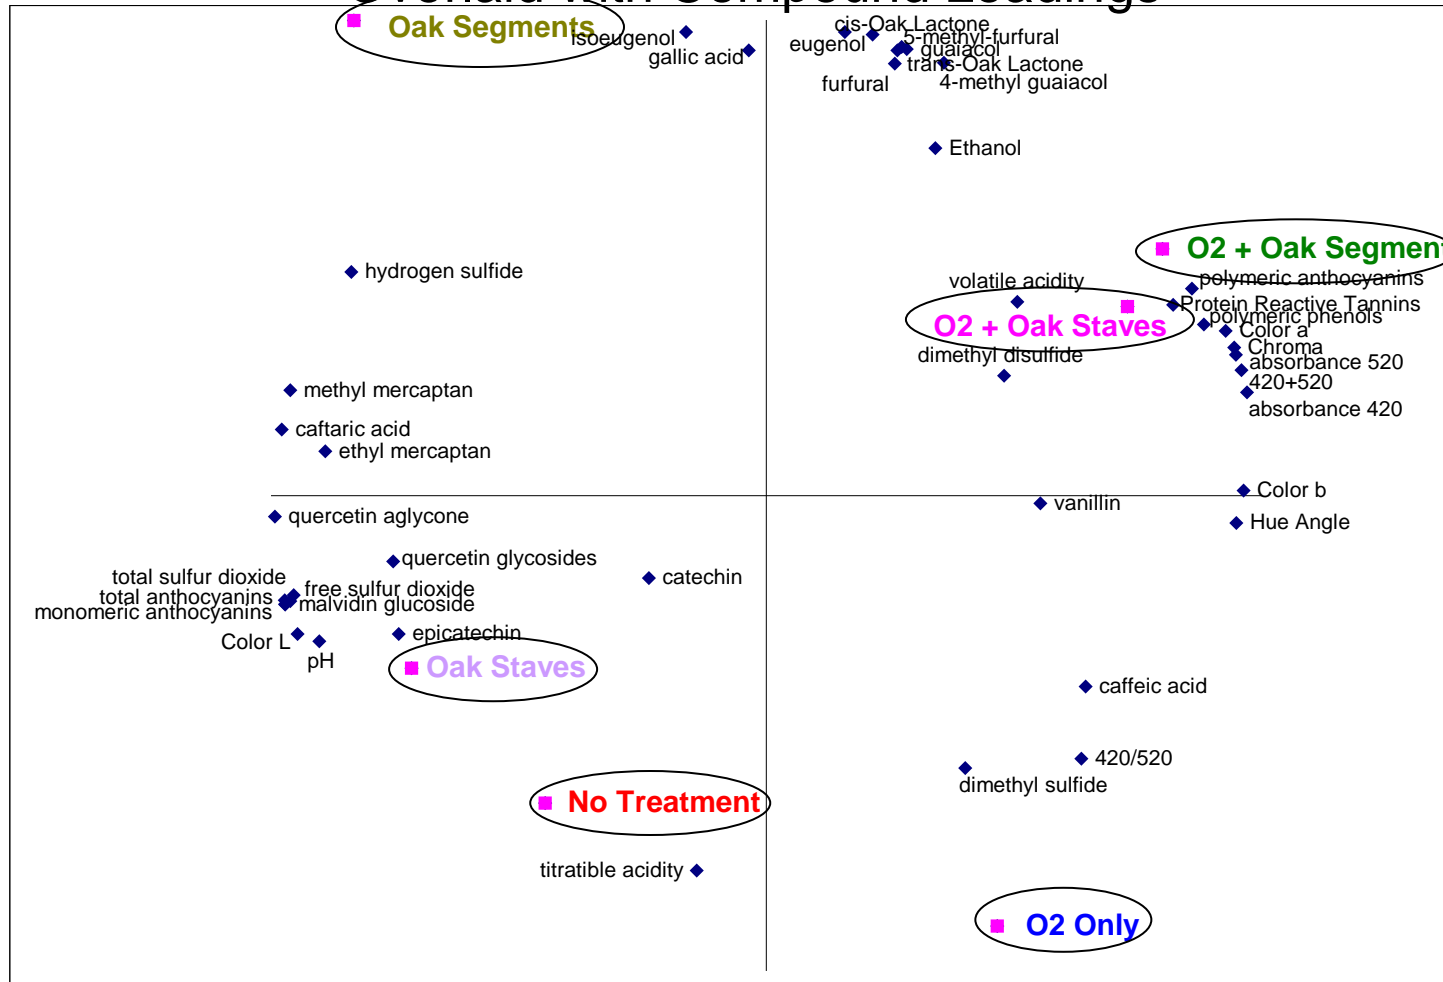 Overlaid with Compound Loadings
Oak Segments
isoeugenol
gallic acid
cis-Oak Lactone
eugenol
5-methyl-furfural
guaiacol
trans-Oak Lactone
furfural
4-methyl guaiacol
Ethanol
O2 + Oak Segment
hydrogen sulfide
volatile acidity
polymeric anthocyanins
Protein Reactive Tannins
polymeric phenols
O2 + Oak Staves
Color a
Chroma
dimethyl disulfide
absorbance 520
420+520
absorbance 420
methyl mercaptan
caftaric acid
ethyl mercaptan
Color b
vanillin
Hue Angle
quercetin aglycone
quercetin glycosides
catechin
total sulfur dioxide
free sulfur dioxide
total anthocyanins
malvidin glucoside
monomeric anthocyanins
Color L
epicatechin
pH
Oak Staves
caffeic acid
420/520
dimethyl sulfide
No Treatment
titratible acidity
O2 Only